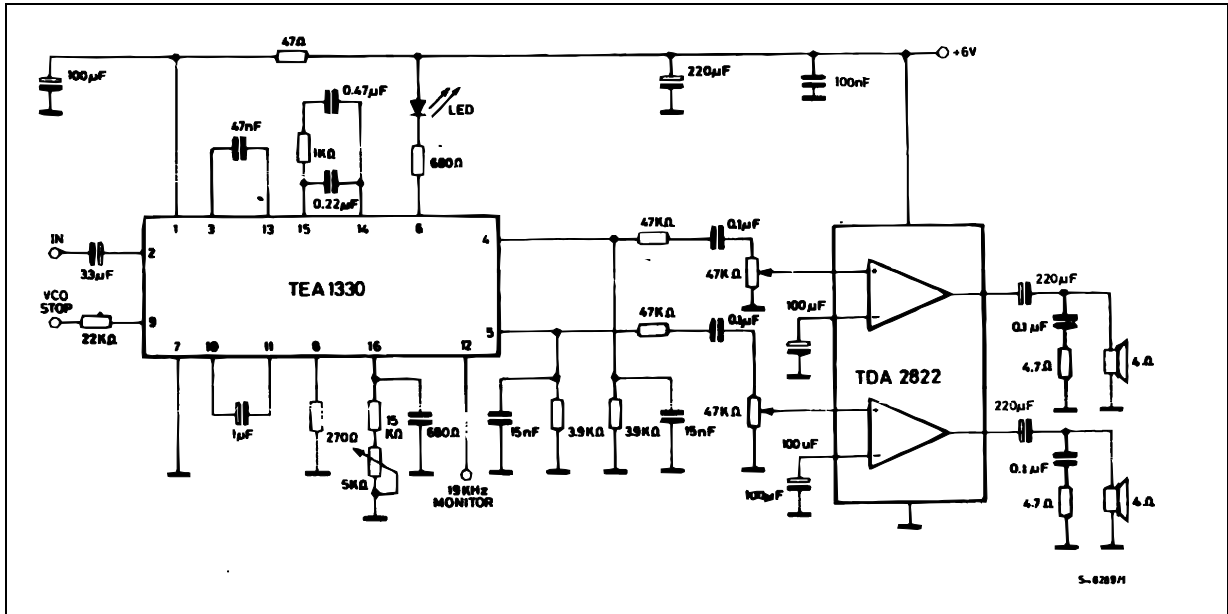 47Ω
+6V
100µF
220µF
100nF
0.47µF
LED
47nF
1KΩ
680Ω
0.22µF
1
3
13
15
14
6
IN
2
3.3µF
TEA 1330
4
47KΩ
0.1µF
47KΩ
+
220µF
VCO
STOP
9
22KΩ
5
47KΩ
0.1µF
100µF
−
0.1µF
4.7Ω
4Ω
7
10
11
8
16
12
TDA 2822
1µF
270Ω
15
KΩ
680Ω
15nF
3.9KΩ
3.9KΩ
15nF
47KΩ
+
220µF
5KΩ
19KHz
MONITOR
100uF
100µF
−
0.1µF
4.7Ω
4Ω
S-6289/1